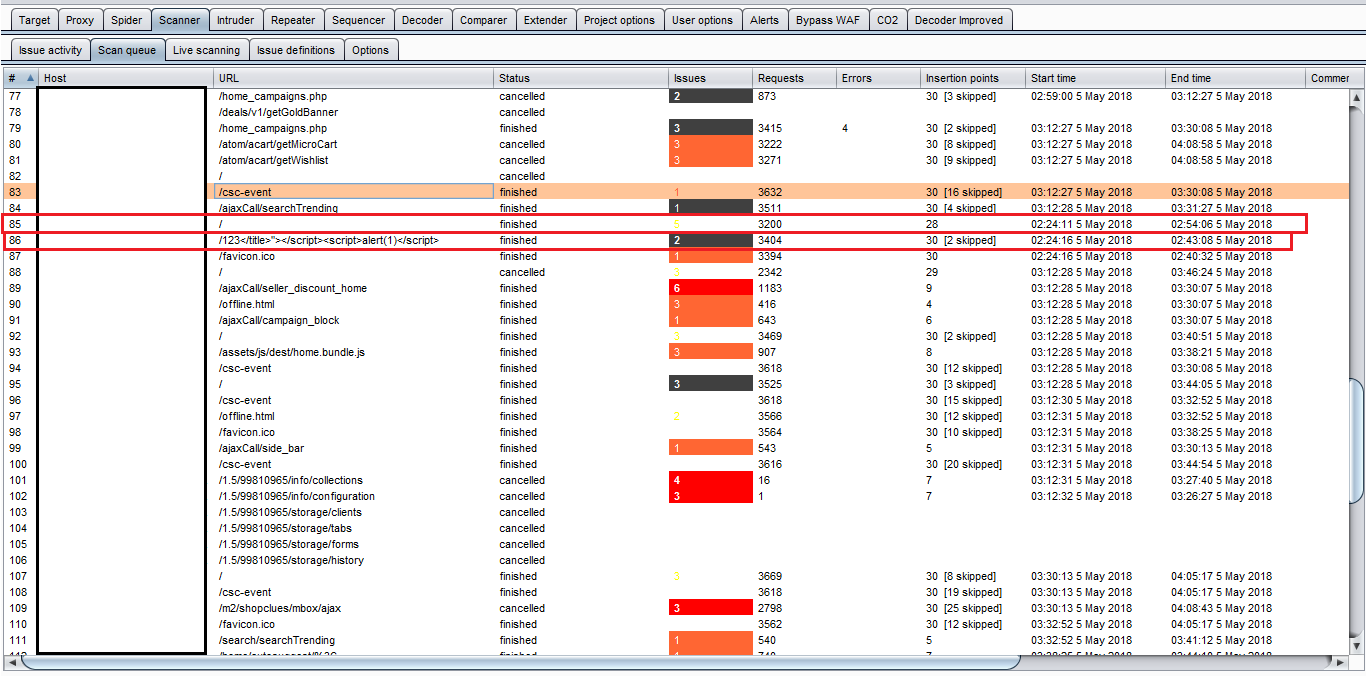 Target Proxy Spider Scanner Intruder Repeater Sequencer Decoder Comparer Extender Project options User options Alerts Bypass WAF CO2 Decoder Improved
Issue activity Scan queue Live scanning Issue definitions Options
# Host URL Status Issues Requests Errors Insertion points Start time End time Commer
77 /home_campaigns.php cancelled 2 873 30 [3 skipped] 02:59:00 5 May 2018 03:12:27 5 May 2018
78 /deals/v1/getGoldBanner cancelled
79 /home_campaigns.php finished 3 3415 4 30 [2 skipped] 03:12:27 5 May 2018 03:30:08 5 May 2018
80 /atom/acart/getMicroCart finished 3 3222 30 [8 skipped] 03:12:27 5 May 2018 04:08:58 5 May 2018
81 /atom/acart/getWishlist finished 3 3271 30 [9 skipped] 03:12:27 5 May 2018 04:08:58 5 May 2018
82 / cancelled
83 /csc-event finished 1 3632 30 [16 skipped] 03:12:27 5 May 2018 03:30:08 5 May 2018
84 /ajaxCall/searchTrending finished 1 3511 30 [4 skipped] 03:12:28 5 May 2018 03:31:27 5 May 2018
85 / finished 5 3200 28 02:24:11 5 May 2018 02:54:06 5 May 2018
86 /123</title>"></script><script>alert(1)</script> finished 2 3404 30 [2 skipped] 02:24:16 5 May 2018 02:43:08 5 May 2018
87 /favicon.ico finished 1 3394 30 02:24:16 5 May 2018 02:40:32 5 May 2018
88 / cancelled 2342 29 03:12:28 5 May 2018 03:46:24 5 May 2018
89 /ajaxCall/seller_discount_home finished 6 1183 9 03:12:28 5 May 2018 03:30:07 5 May 2018
90 /offline.html finished 3 416 4 03:12:28 5 May 2018 03:30:07 5 May 2018
91 /ajaxCall/campaign_block finished 1 643 6 03:12:28 5 May 2018 03:30:07 5 May 2018
92 / finished 3469 30 [2 skipped] 03:12:28 5 May 2018 03:40:51 5 May 2018
93 /assets/js/dest/home.bundle.js finished 3 907 8 03:12:28 5 May 2018 03:38:21 5 May 2018
94 /csc-event finished 3618 30 [12 skipped] 03:12:28 5 May 2018 03:30:08 5 May 2018
95 / finished 3 3525 30 [3 skipped] 03:12:28 5 May 2018 03:44:05 5 May 2018
96 /csc-event finished 3618 30 [15 skipped] 03:12:30 5 May 2018 03:32:52 5 May 2018
97 /offline.html finished 2 3566 30 [12 skipped] 03:12:31 5 May 2018 03:32:52 5 May 2018
98 /favicon.ico finished 3564 30 [10 skipped] 03:12:31 5 May 2018 03:38:25 5 May 2018
99 /ajaxCall/side_bar finished 1 543 5 03:12:31 5 May 2018 03:30:13 5 May 2018
100 /csc-event finished 3616 30 [20 skipped] 03:12:31 5 May 2018 03:44:54 5 May 2018
101 /1.5/99810965/info/collections cancelled 4 16 7 03:12:31 5 May 2018 03:27:40 5 May 2018
102 /1.5/99810965/info/configuration cancelled 3 1 7 03:12:32 5 May 2018 03:26:27 5 May 2018
103 /1.5/99810965/storage/clients cancelled
104 /1.5/99810965/storage/tabs cancelled
105 /1.5/99810965/storage/forms cancelled
106 /1.5/99810965/storage/history cancelled
107 / finished 3669 30 [8 skipped] 03:30:13 5 May 2018 04:05:17 5 May 2018
108 /csc-event finished 3618 30 [19 skipped] 03:30:13 5 May 2018 04:05:17 5 May 2018
109 /m2/shopclues/mbox/ajax cancelled 3 2798 30 [25 skipped] 03:30:13 5 May 2018 04:08:43 5 May 2018
110 /favicon.ico finished 3562 30 [12 skipped] 03:32:52 5 May 2018 04:05:17 5 May 2018
111 /search/searchTrending finished 1 540 5 03:32:52 5 May 2018 03:41:12 5 May 2018